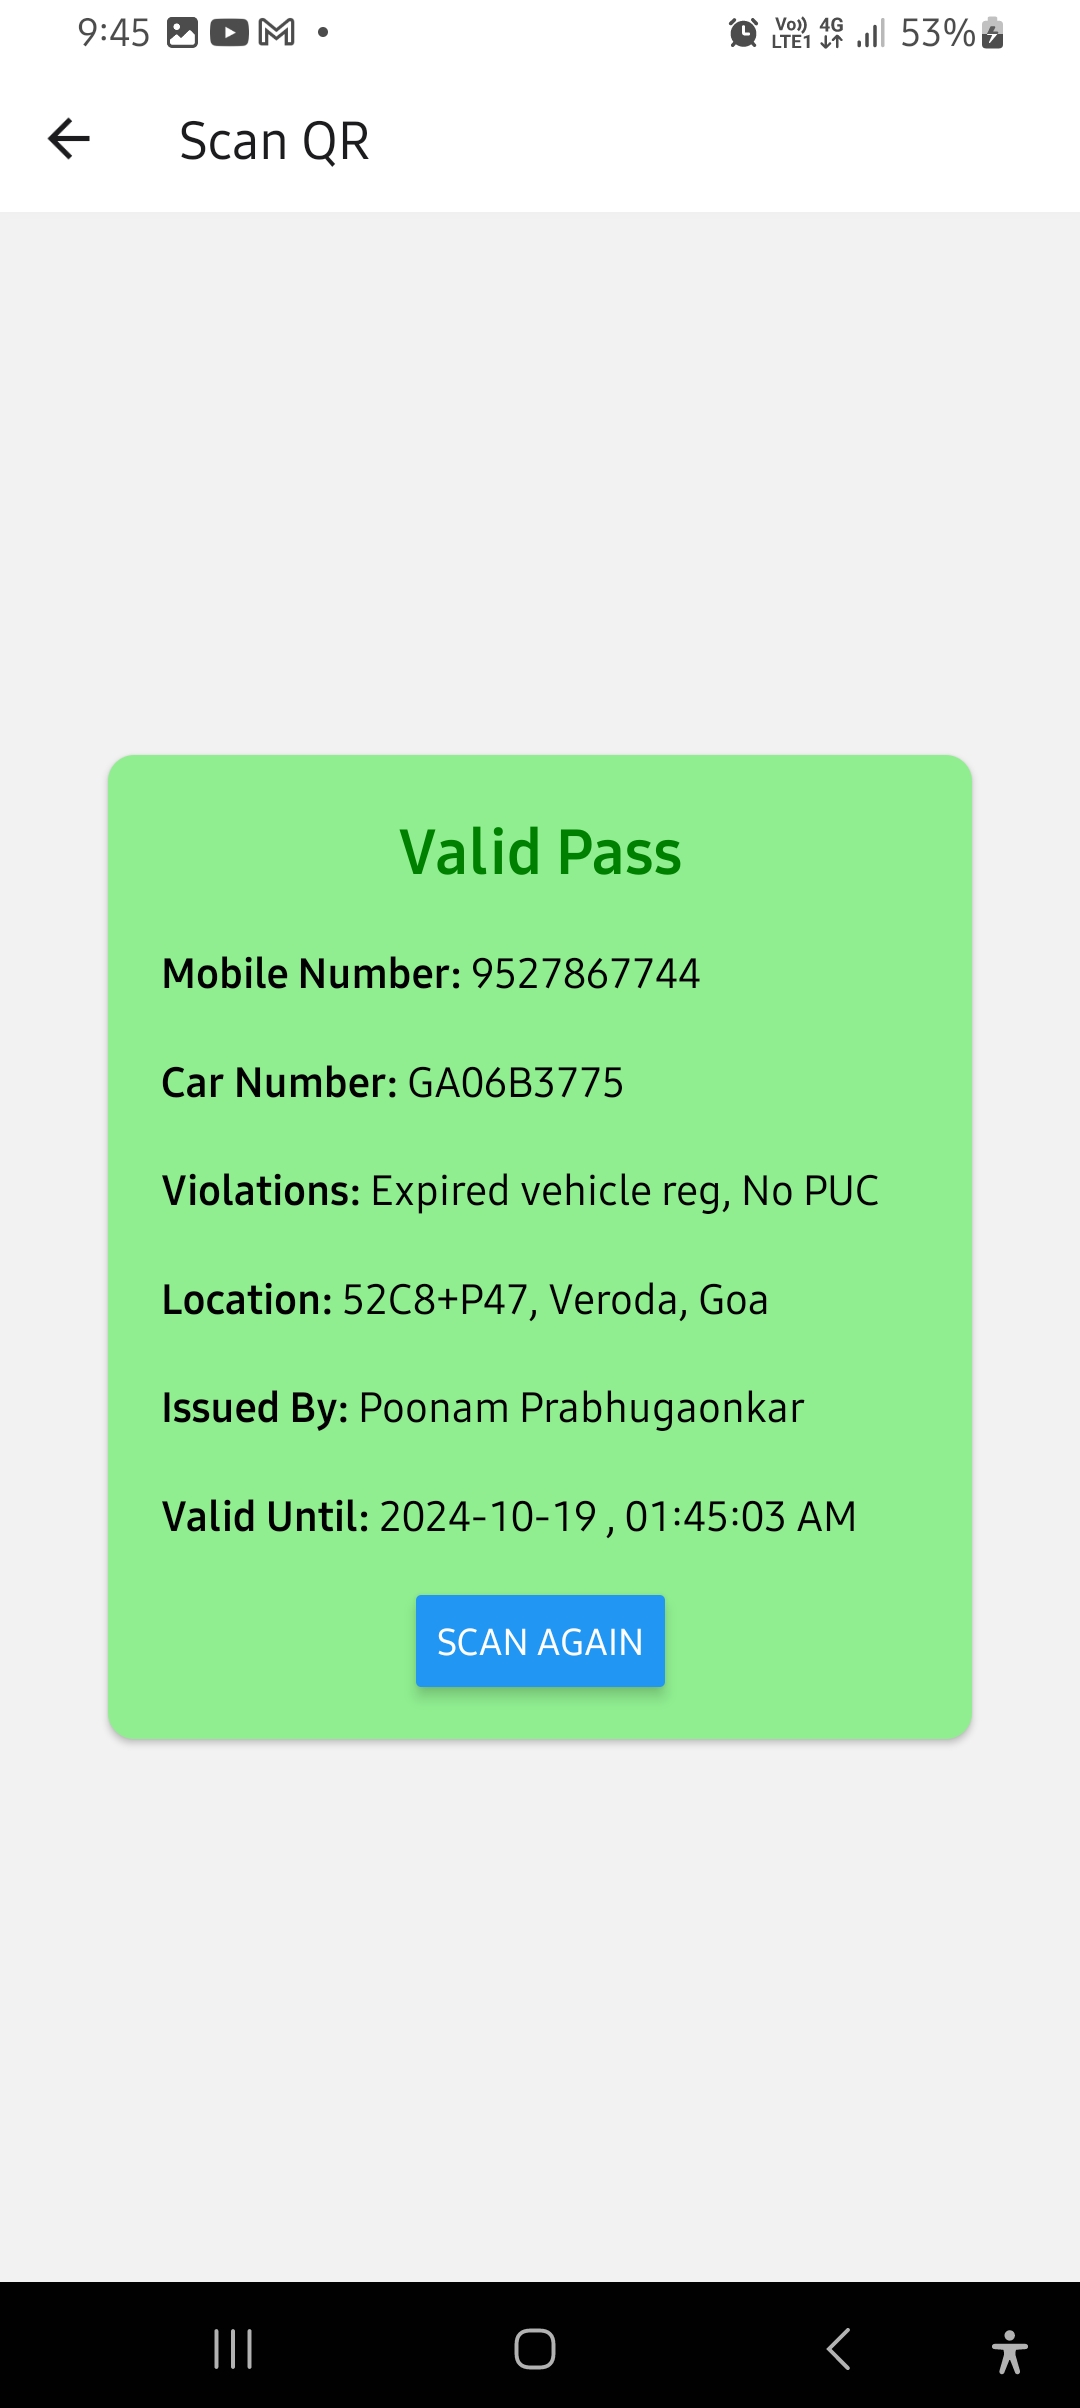 9:45
Vo)) LTE1 4G 53%
Scan QR
Valid Pass
Mobile Number: 9527867744
Car Number: GA06B3775
Violations: Expired vehicle reg, No PUC
Location: 52C8+P47, Veroda, Goa
Issued By: Poonam Prabhugaonkar
Valid Until: 2024-10-19 , 01:45:03 AM
SCAN AGAIN